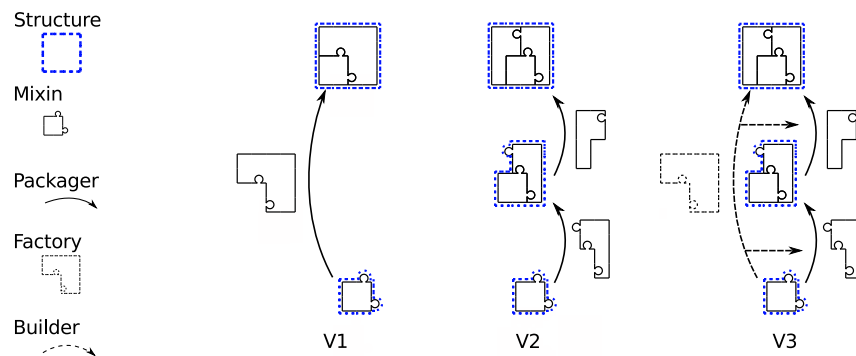 Structure
Mixin
Packager
Factory
Builder
V1
V2
V3